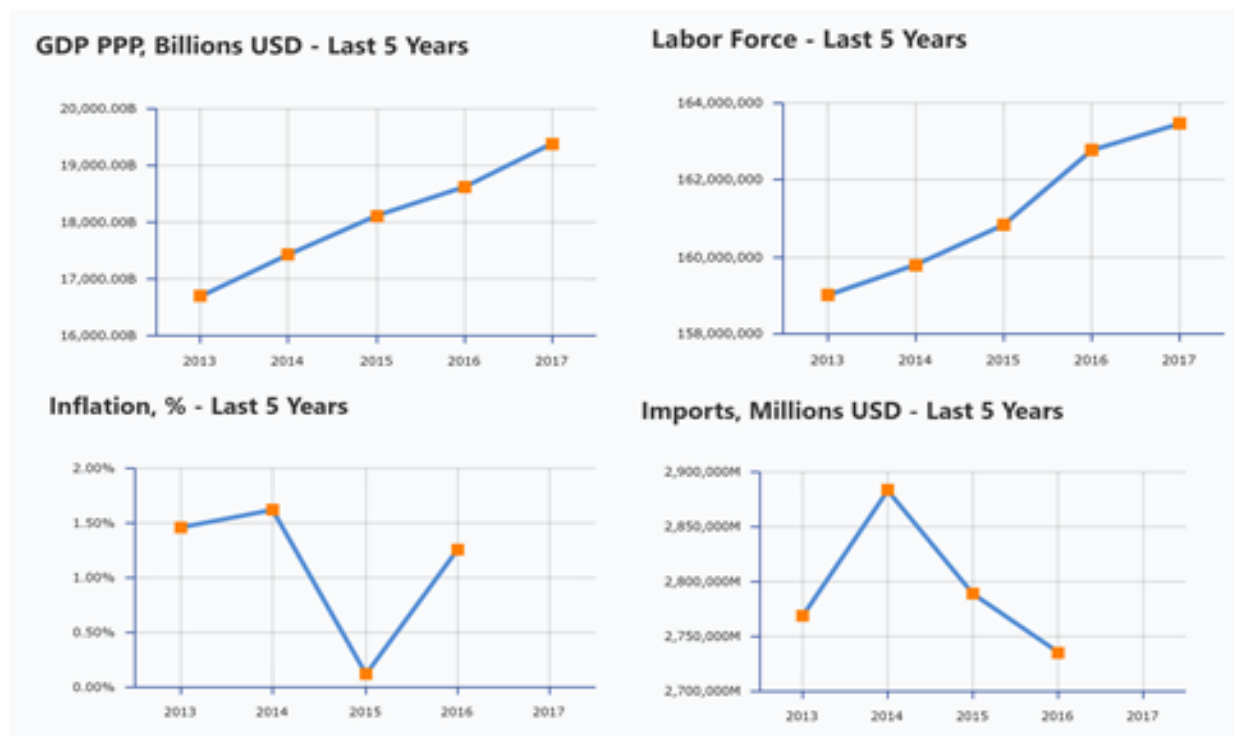 GDP PPP, Billions USD - Last 5 Years
20,000.00B
19,000.00B
18,000.00B
17,000.00B
16,000.00B
2013 2014 2015 2016 2017
Labor Force - Last 5 Years
164,000,000
162,000,000
160,000,000
158,000,000
2013 2014 2015 2016 2017
Inflation, % - Last 5 Years
2.00%
1.50%
1.00%
0.50%
0.00%
2013 2014 2015 2016 2017
Imports, Millions USD - Last 5 Years
2,900,000M
2,850,000M
2,800,000M
2,750,000M
2,700,000M
2013 2014 2015 2016 2017